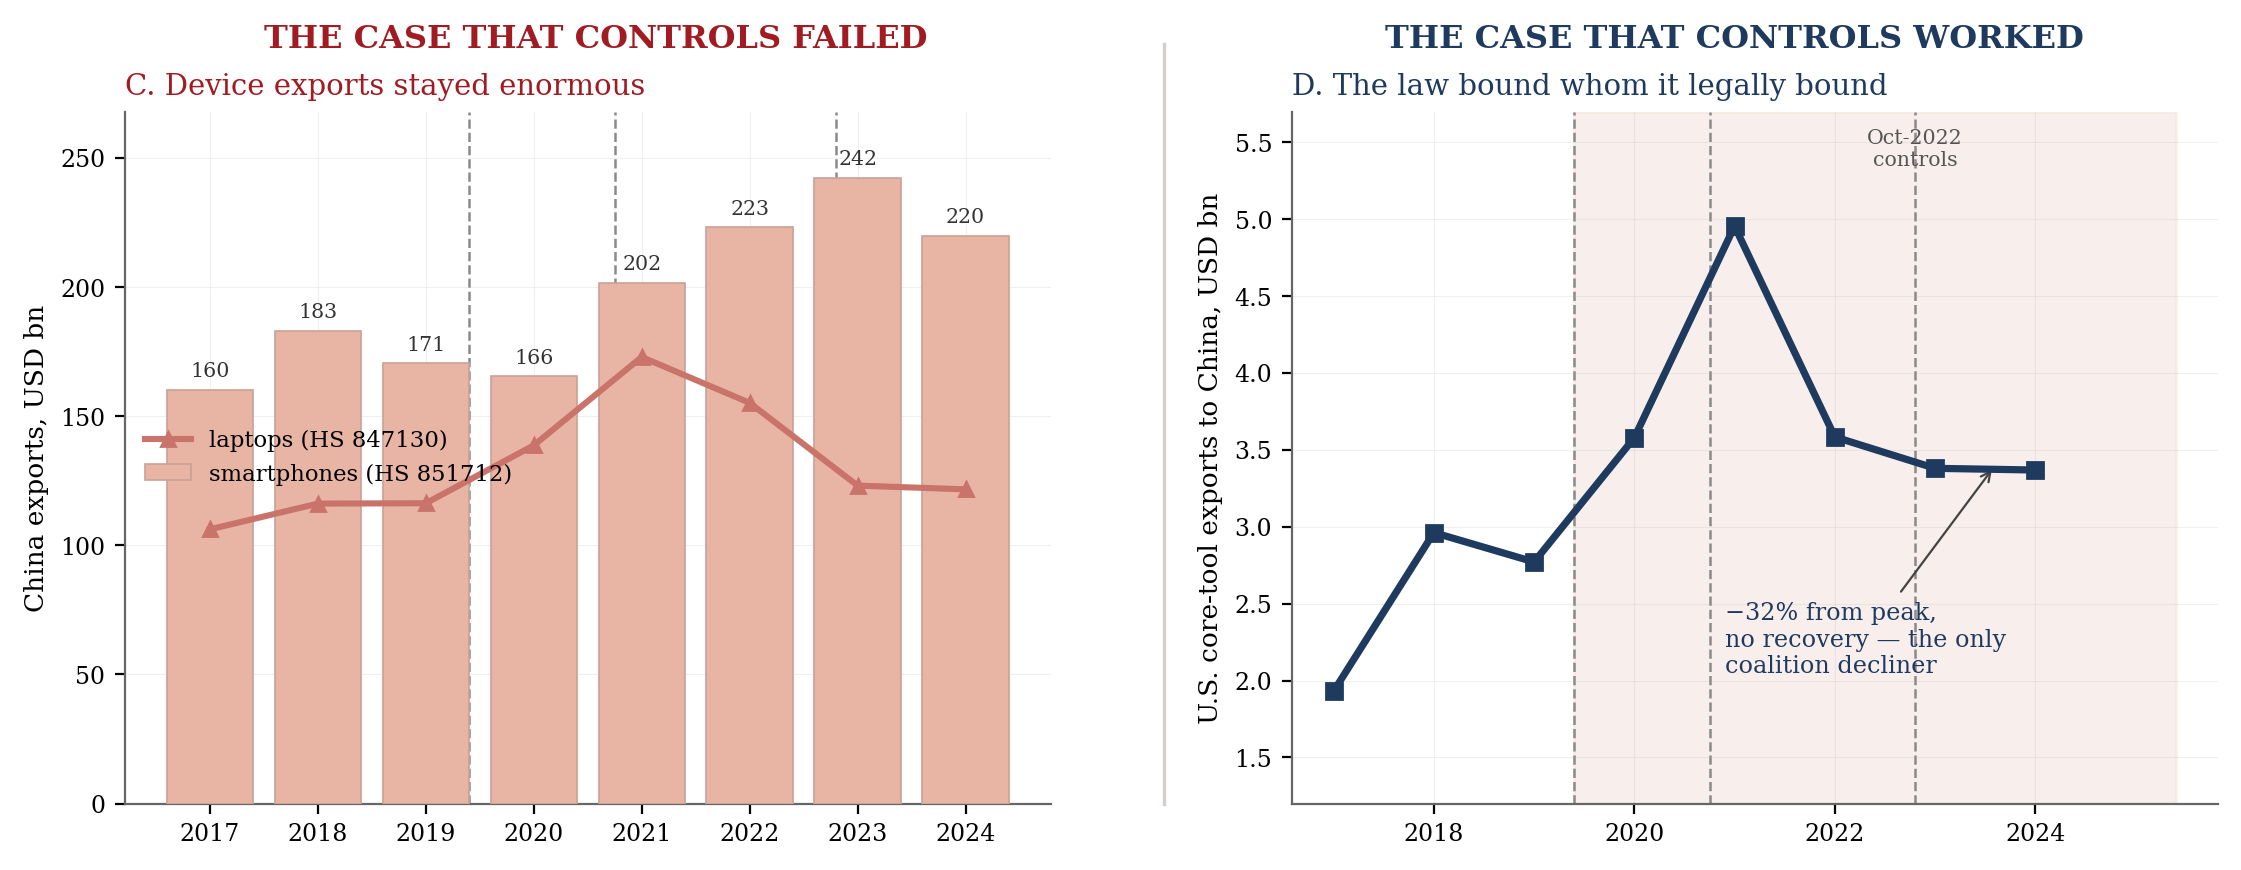 THE CASE THAT CONTROLS FAILED
C. Device exports stayed enormous
China exports, USD bn
250
200
150
100
50
0
160
183
171
166
202
223
242
220
laptops (HS 847130)
smartphones (HS 851712)
2017
2018
2019
2020
2021
2022
2023
2024
THE CASE THAT CONTROLS WORKED
D. The law bound whom it legally bound
U.S. core-tool exports to China, USD bn
5.5
5.0
4.5
4.0
3.5
3.0
2.5
2.0
1.5
Oct-2022
controls
−32% from peak,
no recovery — the only
coalition decliner
2018
2020
2022
2024